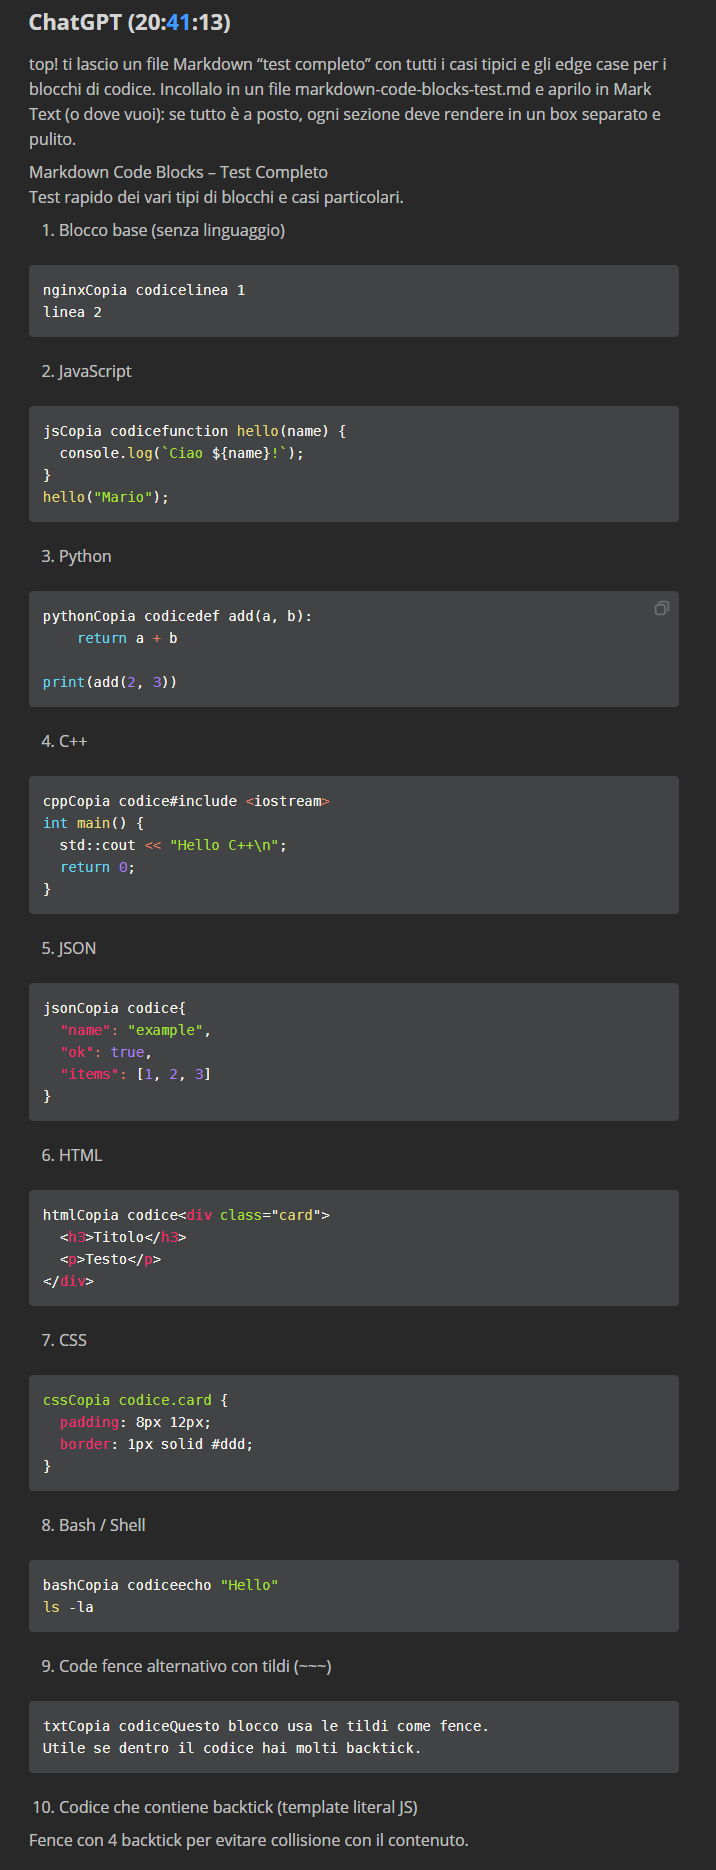 ChatGPT (20:41:13)
top! ti lascio un file Markdown “test completo” con tutti i casi tipici e gli edge case per i
blocchi di codice. Incollalo in un file markdown-code-blocks-test.md e aprilo in Mark
Text (o dove vuoi): se tutto è a posto, ogni sezione deve rendere in un box separato e
pulito.
Markdown Code Blocks – Test Completo
Test rapido dei vari tipi di blocchi e casi particolari.
1. Blocco base (senza linguaggio)
nginxCopia codicelinea 1
linea 2
2. JavaScript
jsCopia codicefunction hello(name) {
  console.log(`Ciao ${name}!`);
}
hello("Mario");
3. Python
pythonCopia codicedef add(a, b):
    return a + b
print(add(2, 3))
4. C++
cppCopia codice#include <iostream>
int main() {
  std::cout << "Hello C++\n";
  return 0;
}
5. JSON
jsonCopia codice{
  "name": "example",
  "ok": true,
  "items": [1, 2, 3]
}
6. HTML
htmlCopia codice<div class="card">
  <h3>Titolo</h3>
  <p>Testo</p>
</div>
7. CSS
cssCopia codice.card {
  padding: 8px 12px;
  border: 1px solid #ddd;
}
8. Bash / Shell
bashCopia codiceecho "Hello"
ls -la
9. Code fence alternativo con tildi (~~~)
txtCopia codiceQuesto blocco usa le tildi come fence.
Utile se dentro il codice hai molti backtick.
10. Codice che contiene backtick (template literal JS)
Fence con 4 backtick per evitare collisione con il contenuto.